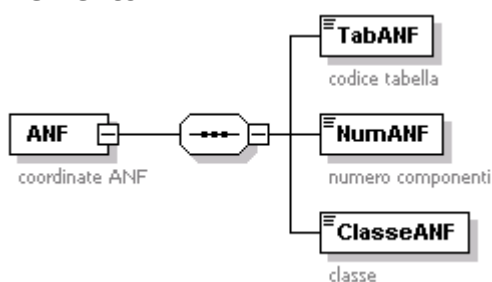 TabANF
codice tabella
ANF
coordinate ANF
NumANF
numero componenti
ClasseANF
classe